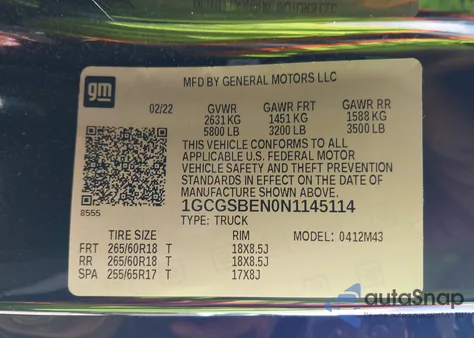 gm
MFD BY GENERAL MOTORS LLC
02/22 GVWR GAWR FRT GAWR RR
2631 KG 1451 KG 1588 KG
5800 LB 3200 LB 3500 LB
THIS VEHICLE CONFORMS TO ALL
APPLICABLE U.S. FEDERAL MOTOR
VEHICLE SAFETY AND THEFT PREVENTION
STANDARDS IN EFFECT ON THE DATE OF
MANUFACTURE SHOWN ABOVE.
8555
1GCGSBEN0N1145114
TYPE: TRUCK
TIRE SIZE RIM MODEL: 0412M43
FRT 265/60R18 T 18X8.5J
RR 265/60R18 T 18X8.5J
SPA 255/65R17 T 17X8J
autoSnap
Powered by AutoAstat